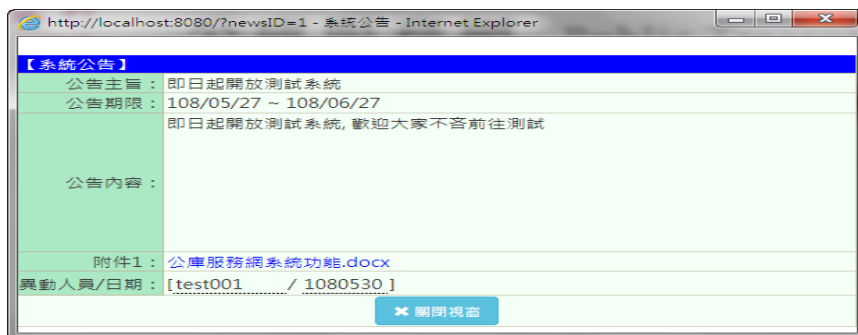 http://localhost:8080/?newsID=1 - 系統公告 - Internet Explorer
【系統公告】
公告主旨： 即日起開放測試系統
公告期限： 108/05/27 ~ 108/06/27
公告內容： 即日起開放測試系統, 歡迎大家不吝前往測試
附件1： 公庫服務網系統功能.docx
異動人員/日期： [test001 / 1080530 ]
✖ 關閉視窗